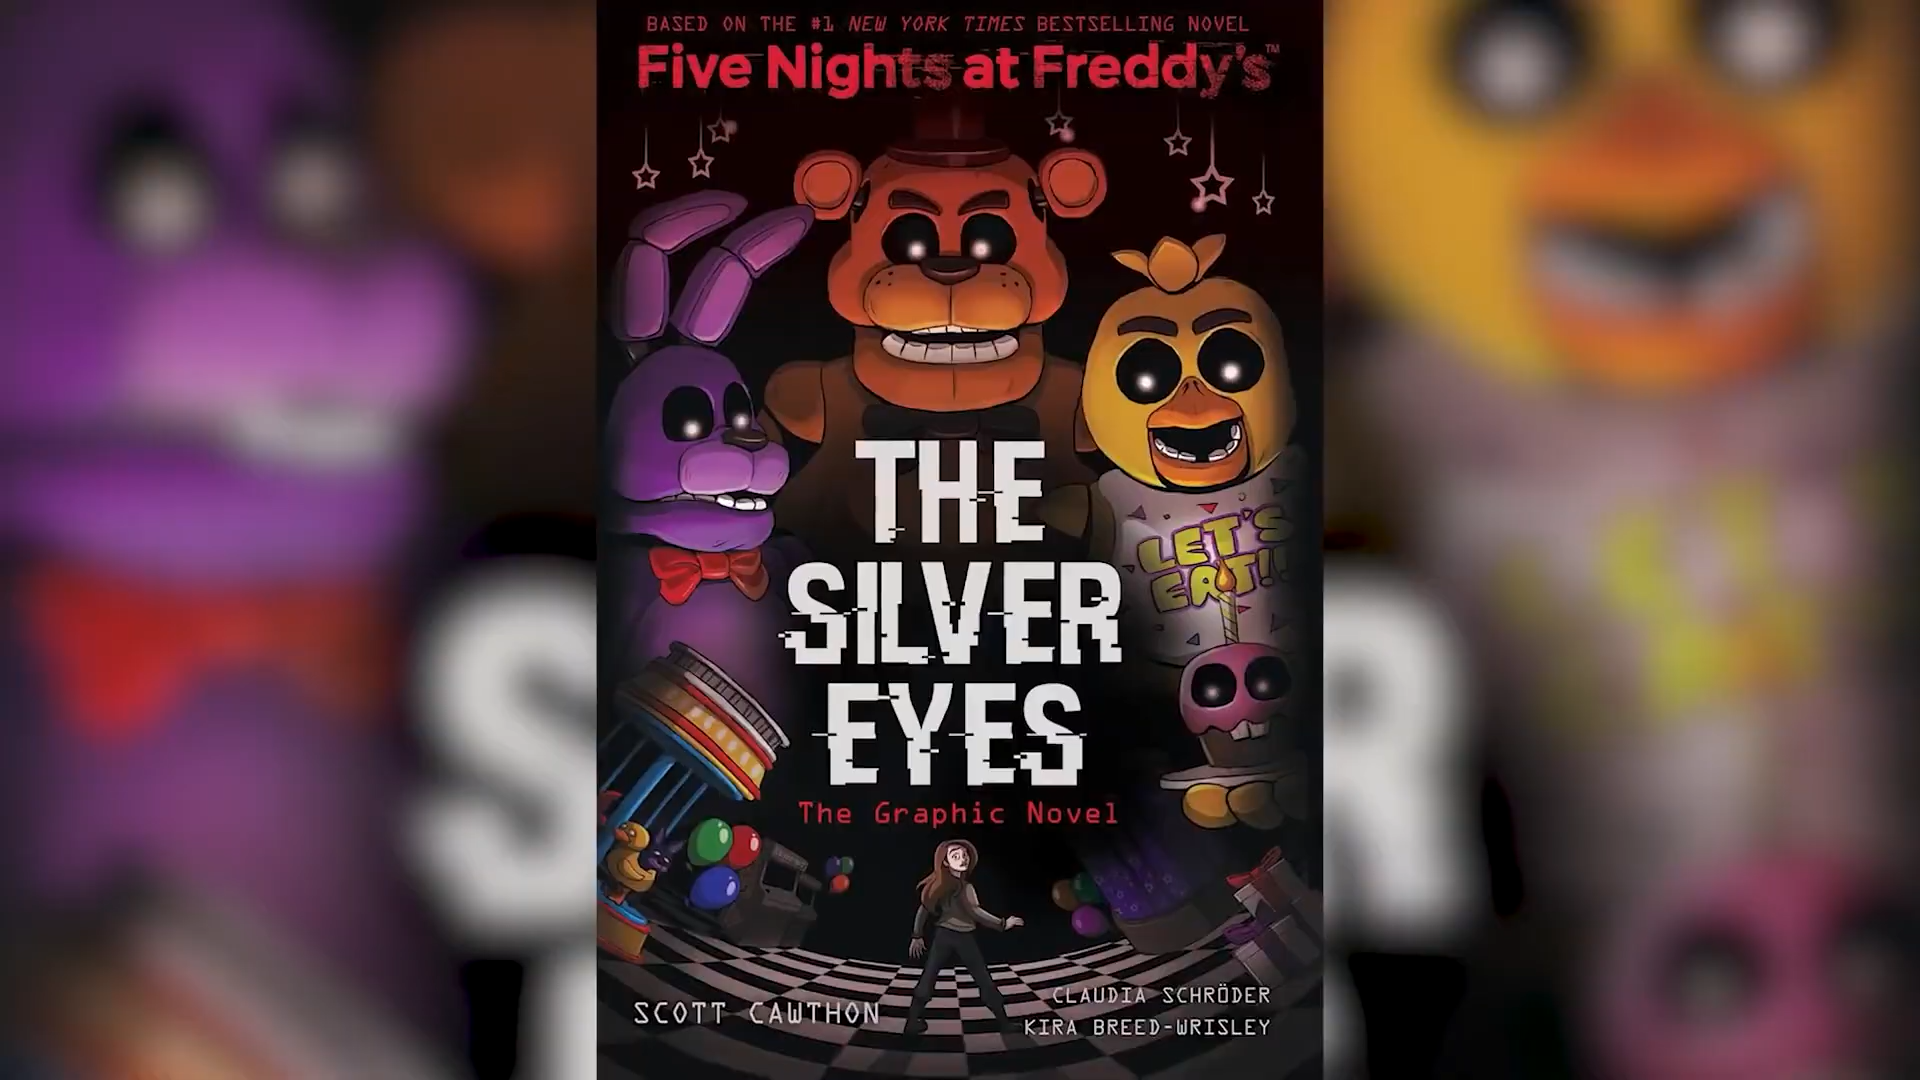 BASED ON THE #1 NEW YORK TIMES BESTSELLING NOVEL
Five Nights at Freddy's™
LET'S
EAT!!
THE
SILVER
EYES
The Graphic Novel
SCOTT CAWTHON
CLAUDIA SCHRÖDER
KIRA BREED-WRISLEY